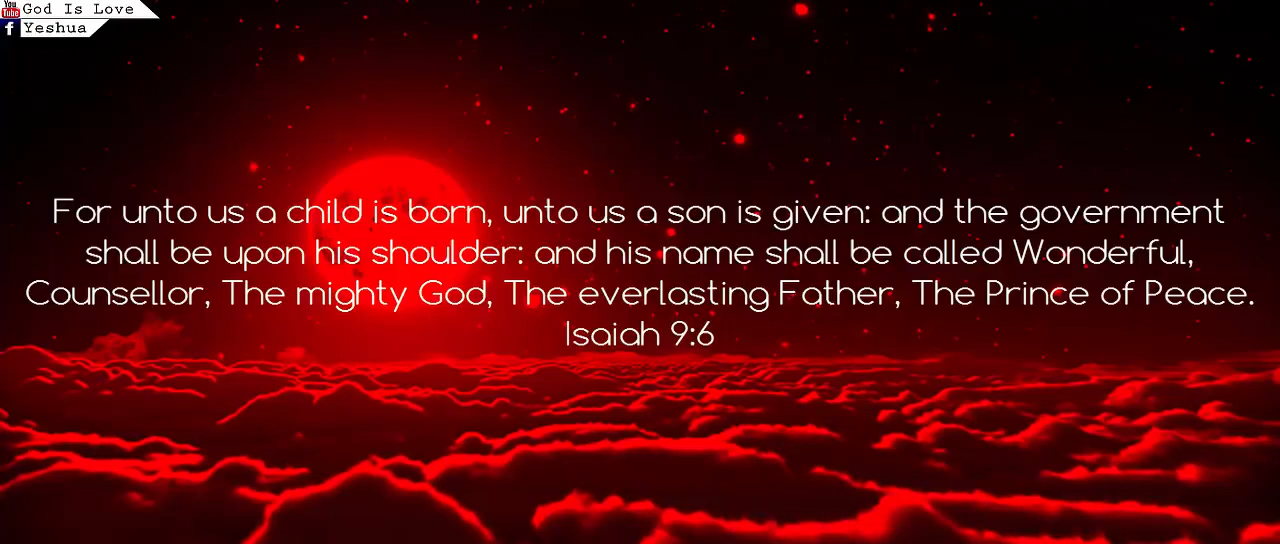 You
Tube
God Is Love
f
Yeshua
For unto us a child is born, unto us a son is given: and the government
shall be upon his shoulder: and his name shall be called Wonderful,
Counsellor, The mighty God, The everlasting Father, The Prince of Peace.
Isaiah 9:6